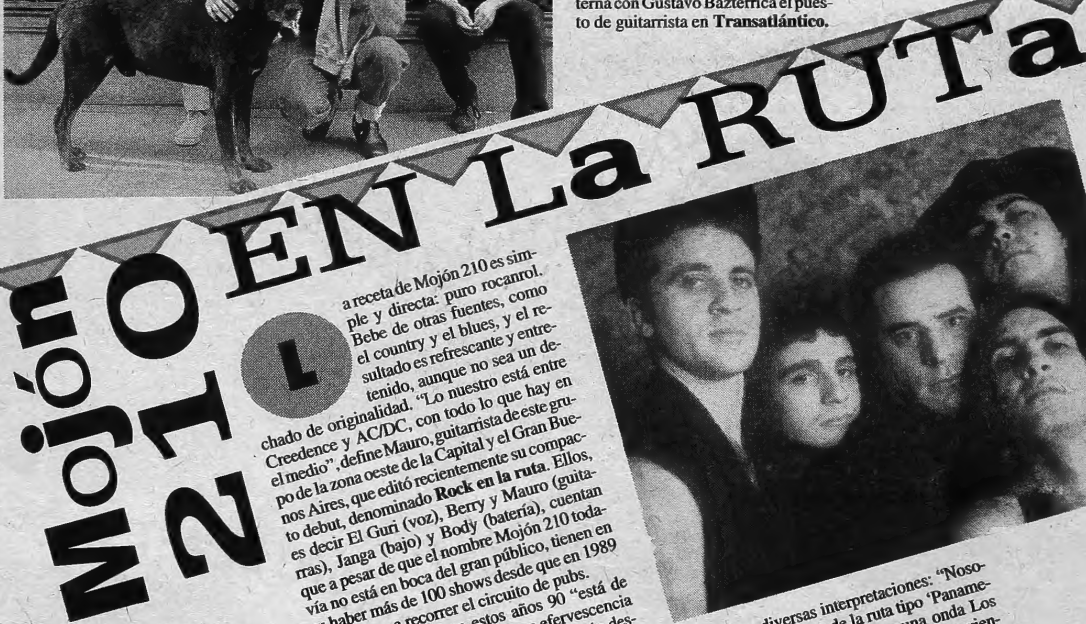 terna con Gustavo Bazterrica el pues-
to de guitarrista en Transatlántico.
Mojón
210 EN La RUTa
L
a receta de Mojón 210 es sim-
ple y directa: puro rocanrol.
Bebe de otras fuentes, como
el country y el blues, y el re-
sultado es refrescante y entre-
tenido, aunque no sea un de-
chado de originalidad. “Lo nuestro está entre
Creedence y AC/DC, con todo lo que hay en
el medio”, define Mauro, guitarrista de este gru-
po de la zona oeste de la Capital y el Gran Bue-
nos Aires, que editó recientemente su compac-
to debut, denominado Rock en la ruta. Ellos,
es decir El Guri (voz), Berry y Mauro (guita-
rras), Janga (bajo) y Body (batería), cuentan
que a pesar de que el nombre Mojón 210 toda-
vía no está en boca del gran público, tienen en
haber más de 100 shows desde que en 1989
a recorrer el circuito de pubs.
estos años 90 “está de
efervescencia
des-
diversas interpretaciones: “Noso-
de la ruta tipo ‘Paname-
una onda Los